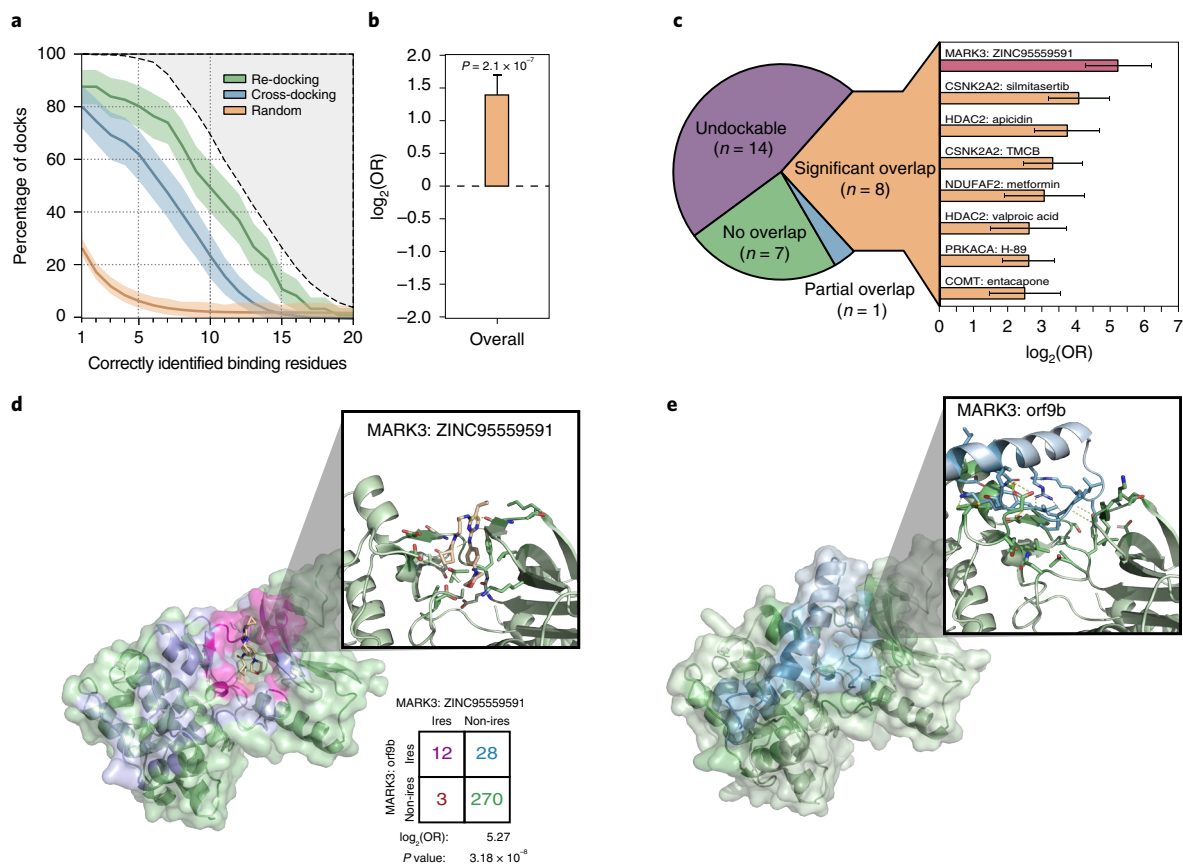 a
100
80
60
40
20
0
Percentage of docks
1
5
10
15
20
Correctly identified binding residues
Re-docking
Cross-docking
Random
b
2.0
1.5
1.0
0.5
0
−0.5
−1.0
−1.5
−2.0
log2(OR)
P = 2.1 × 10−7
Overall
c
Undockable
(n = 14)
Significant overlap
(n = 8)
No overlap
(n = 7)
Partial overlap
(n = 1)
MARK3: ZINC95559591
CSNK2A2: silmitasertib
HDAC2: apicidin
CSNK2A2: TMCB
NDUFAF2: metformin
HDAC2: valproic acid
PRKACA: H-89
COMT: entacapone
0 1 2 3 4 5 6 7
log2(OR)
d
MARK3: ZINC95559591
MARK3: ZINC95559591
Ires Non-ires
MARK3: orf9b
Ires
Non-ires
12 28
3 270
log2(OR): 5.27
P value: 3.18 × 10−8
e
MARK3: orf9b